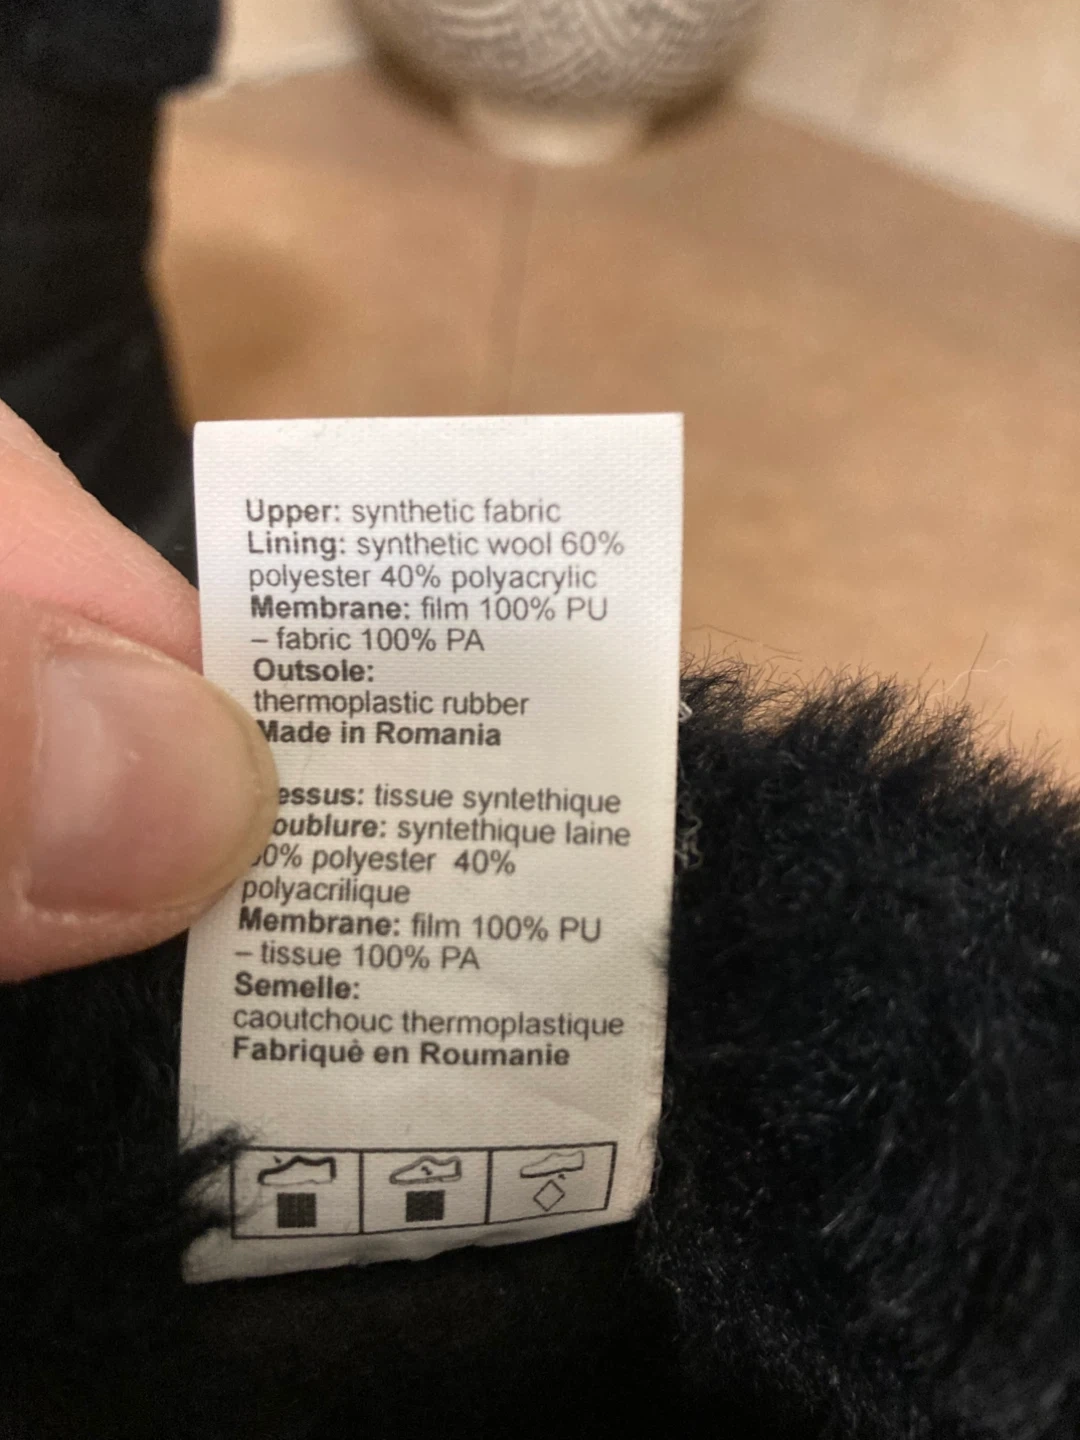 Upper: synthetic fabric
Lining: synthetic wool 60%
polyester 40% polyacrylic
Membrane: film 100% PU
– fabric 100% PA
Outsole:
thermoplastic rubber
Made in Romania
essus: tissue syntethique
oublure: syntethique laine
0% polyester 40%
polyacrilique
Membrane: film 100% PU
– tissue 100% PA
Semelle:
caoutchouc thermoplastique
Fabriquė en Roumanie